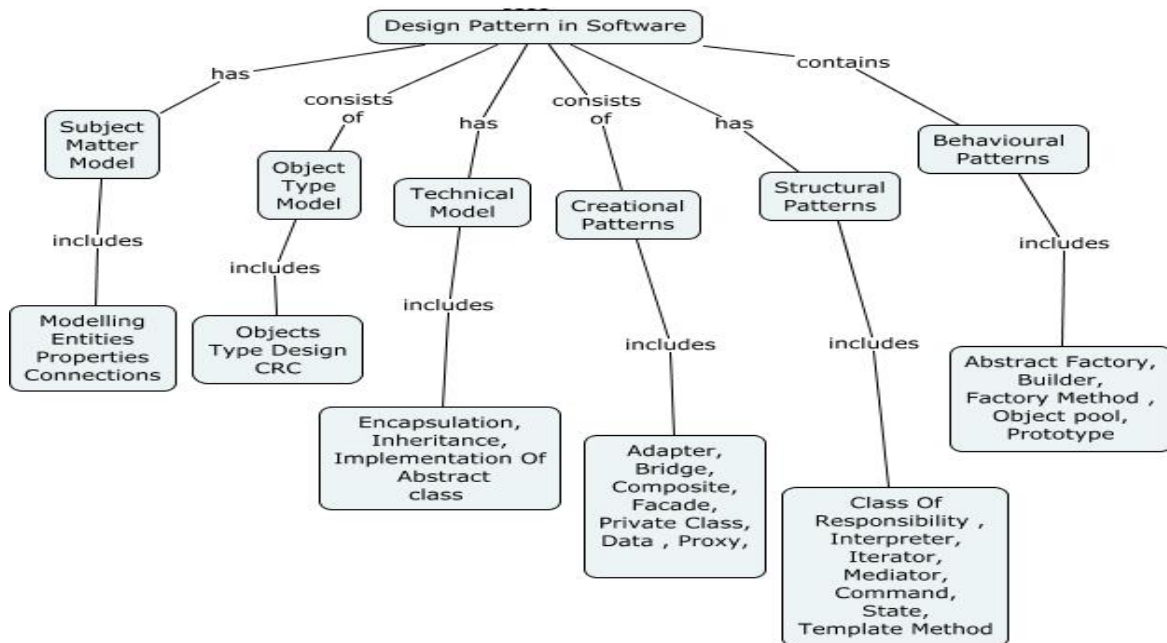 Design Pattern in Software
has
consists
of
has
consists
of
has
contains
Subject
Matter
Model
Object
Type
Model
Technical
Model
Creational
Patterns
Structural
Patterns
Behavioural
Patterns
includes
includes
includes
includes
includes
includes
Modelling
Entities
Properties
Connections
Objects
Type Design
CRC
Encapsulation,
Inheritance,
Implementation Of
Abstract
class
Adapter,
Bridge,
Composite,
Facade,
Private Class,
Data , Proxy,
Class Of
Responsibility ,
Interpreter,
Iterator,
Mediator,
Command,
State,
Template Method
Abstract Factory,
Builder,
Factory Method ,
Object pool,
Prototype